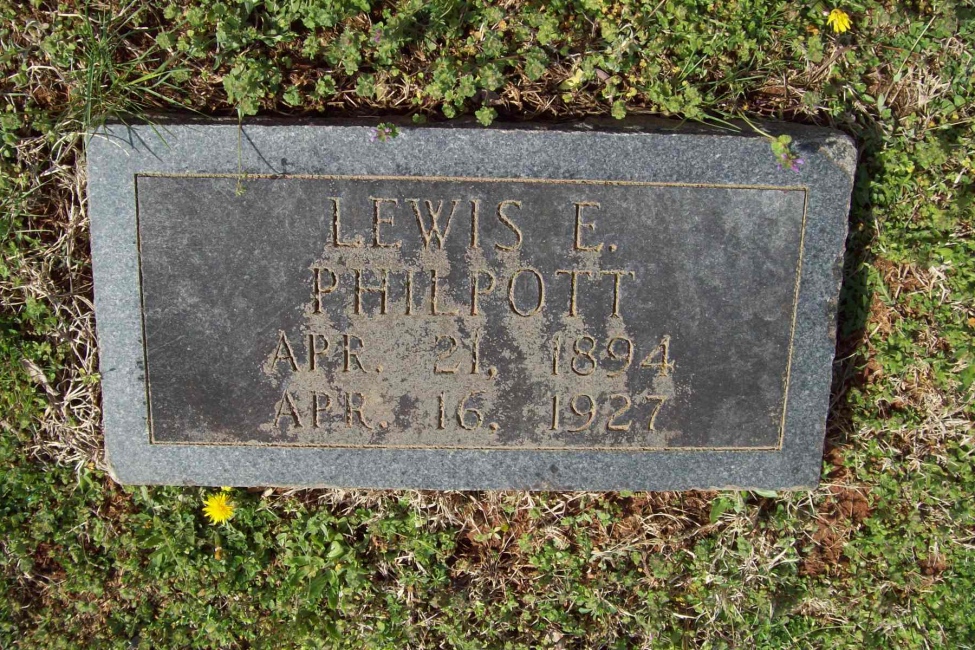 LEWIS E.
PHILPOTT
APR. 21, 1894
APR. 16, 1927